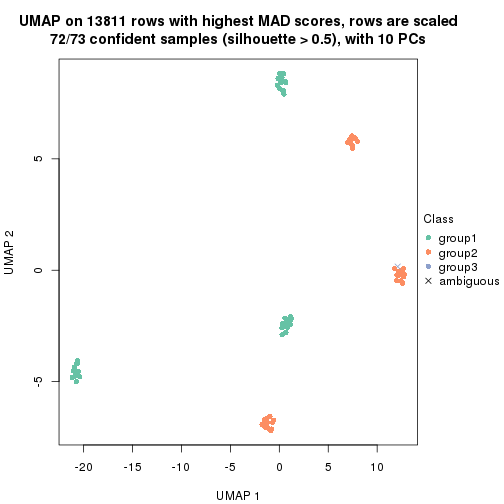 UMAP on 13811 rows with highest MAD scores, rows are scaled
72/73 confident samples (silhouette > 0.5), with 10 PCs
5
0
-5
UMAP 2
-20
-15
-10
-5
0
5
10
UMAP 1
Class
group1
group2
group3
ambiguous